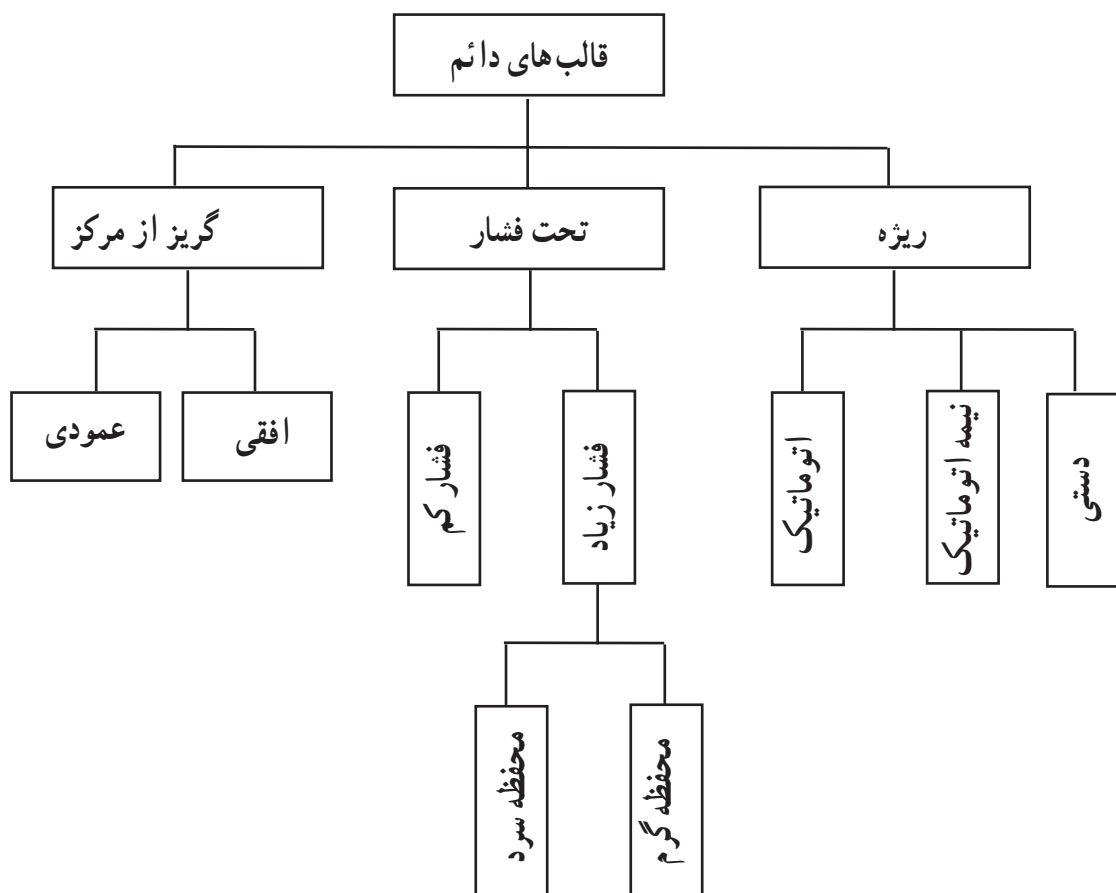 قالب‌های دائم
ریژه
تحت فشار
گریز از مرکز
دستی
نیمه اتوماتیک
اتوماتیک
فشار زیاد
فشار کم
افقی
عمودی
محفظه گرم
محفظه سرد